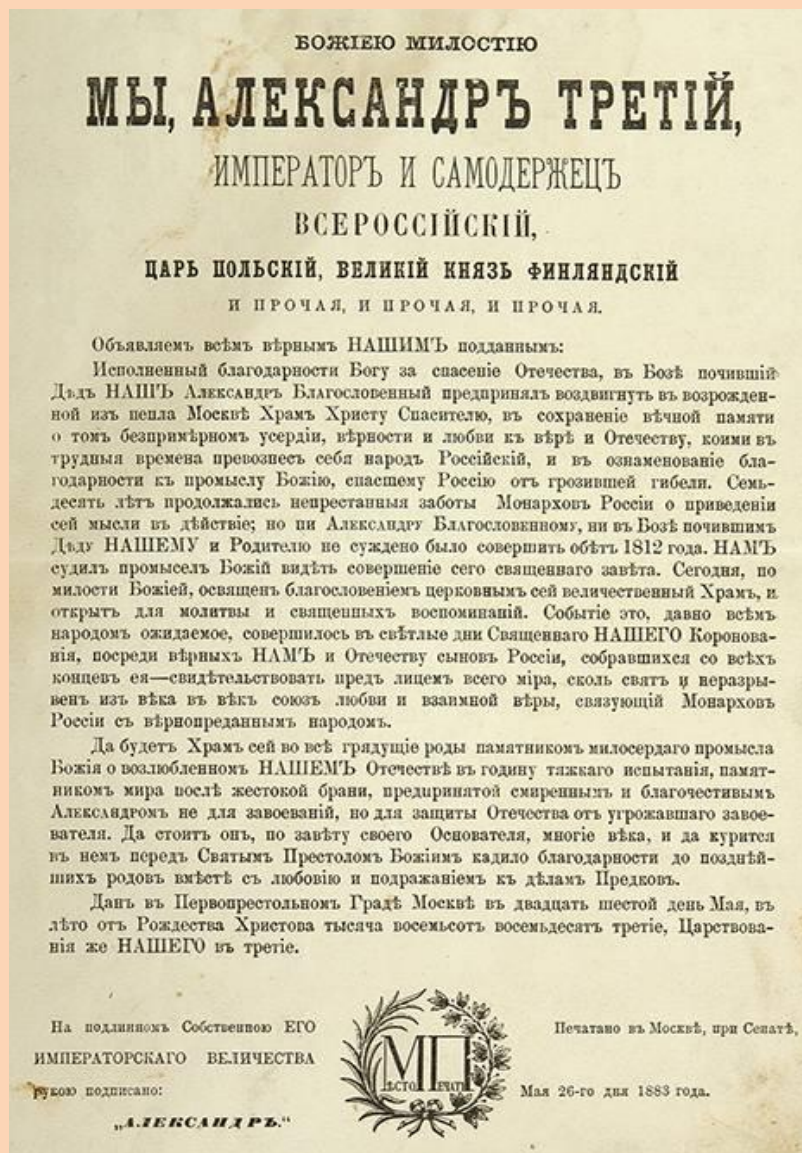 БОЖІЕЮ МИЛОСТІЮ
МЫ, АЛЕКСАНДРЪ ТРЕТІЙ,
ИМПЕРАТОРЪ И САМОДЕРЖЕЦЪ
ВСЕРОССІЙСКІЙ,
ЦАРЬ ПОЛЬСКІЙ, ВЕЛИКІЙ КНЯЗЬ ФИНЛЯНДСКІЙ
И ПРОЧАЯ, И ПРОЧАЯ, И ПРОЧАЯ.
Объявляемъ всѣмъ вѣрнымъ НАШИМЪ подданнымъ:
Исполненный благодарности Богу за спасеніе Отечества, въ Бозѣ почившій
Дѣдъ НАШЪ Александръ Благословенный предпринялъ воздвигнуть въ возрожден-
ной изъ пепла Москвѣ Храмъ Христу Спасителю, въ сохраненіе вѣчной памяти
о томъ безпримѣрномъ усердіи, вѣрности и любви къ вѣрѣ и Отечеству, коими въ
трудныя времена превознесъ себя народъ Россійскій, и въ ознаменованіе бла-
годарности къ промыслу Божію, спасшему Россію отъ грозившей гибели. Семь-
десять лѣтъ продолжались непрестанныя заботы Монарховъ Россіи о приведеніи
сей мысли въ дѣйствіе; но ни Александру Благословенному, ни въ Бозѣ почившимъ
Дѣду НАШЕМУ и Родителю не суждено было совершить обѣтъ 1812 года. НАМЪ
судилъ промыселъ Божій видѣть совершеніе сего священнаго завѣта. Сегодня, по
милости Божіей, освященъ благословеніемъ церковнымъ сей величественный Храмъ, и
открытъ для молитвы и священныхъ воспоминаній. Событіе это, давно всѣмъ
народомъ ожидаемое, совершилось въ свѣтлые дни Священнаго НАШЕГО Коронова-
нія, посреди вѣрныхъ НАМЪ и Отечеству сыновъ Россіи, собравшихся со всѣхъ
концевъ ея—свидѣтельствовать предъ лицемъ всего міра, сколь святъ и неразры-
венъ изъ вѣка въ вѣкъ союзъ любви и взаимной вѣры, связующій Монарховъ
Россіи съ вѣрнопреданнымъ народомъ.
Да будетъ Храмъ сей во всѣ грядущіе роды памятникомъ милосердаго промысла
Божія о возлюбленномъ НАШЕМЪ Отечествѣ въ годину тяжкаго испытанія, памят-
никомъ мира послѣ жестокой брани, предпринятой смиреннымъ и благочестивымъ
Александромъ не для завоеваній, но для защиты Отечества отъ угрожавшаго завое-
вателя. Да стоитъ онъ, по завѣту своего Основателя, многіе вѣка, и да курится
въ немъ передъ Святымъ Престоломъ Божіимъ кадило благодарности до позднѣй-
шихъ родовъ вмѣстѣ съ любовію и подражаніемъ къ дѣламъ Предковъ.
Данъ въ Первопрестольномъ Градѣ Москвѣ въ двадцать шестой день Мая, въ
лѣто отъ Рождества Христова тысяча восемьсотъ восемьдесятъ третіе, Царствова-
нія же НАШЕГО въ третіе.
На подлинномъ Собственною ЕГО
ИМПЕРАТОРСКАГО ВЕЛИЧЕСТВА
рукою подписано:
„АЛЕКСАНДРЪ.“
МѢСТО ПЕЧАТИ
Печатано въ Москвѣ, при Сенатѣ,
Мая 26-го дня 1883 года.